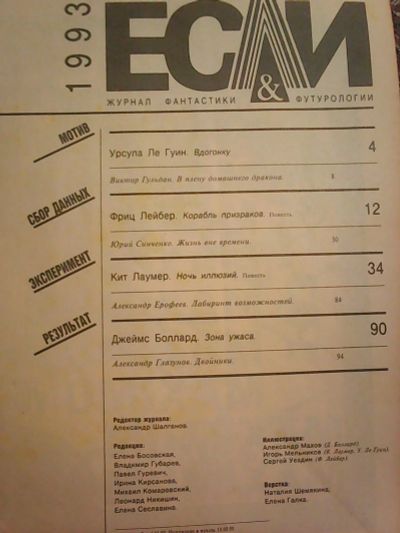 1993
ЕСЛИ
&
ЖУРНАЛ ФАНТАСТИКИ ФУТУРОЛОГИИ
МОТИВ
Урсула Ле Гуин. Вдогонку 4
Виктор Гульдан. В плену домашнего дракона. 8
СБОР ДАННЫХ
Фриц Лейбер. Корабль призраков. Повесть 12
Юрий Синченко. Жизнь вне времени. 30
ЭКСПЕРИМЕНТ
Кит Лаумер. Ночь иллюзий. Повесть 34
Александр Ерофеев. Лабиринт возможностей. 84
РЕЗУЛЬТАТ
Джеймс Боллард. Зона ужаса. 90
Александр Глазунов. Двойники. 94
Редактор журнала:
Александр Шалганов.
Редакция:
Елена Босовская,
Владимир Губарев,
Павел Гуревич,
Ирина Кирсанова,
Михаил Комаровский,
Леонард Никишин,
Елена Сеславина.
Иллюстрации:
Александр Махов (Д. Боллард)
Игорь Мельников (К. Лаумер, У. Ле Гуин),
Сергей Уездин (Ф. Лейбер).
Верстка:
Наталия Шемякина,
Елена Галка.